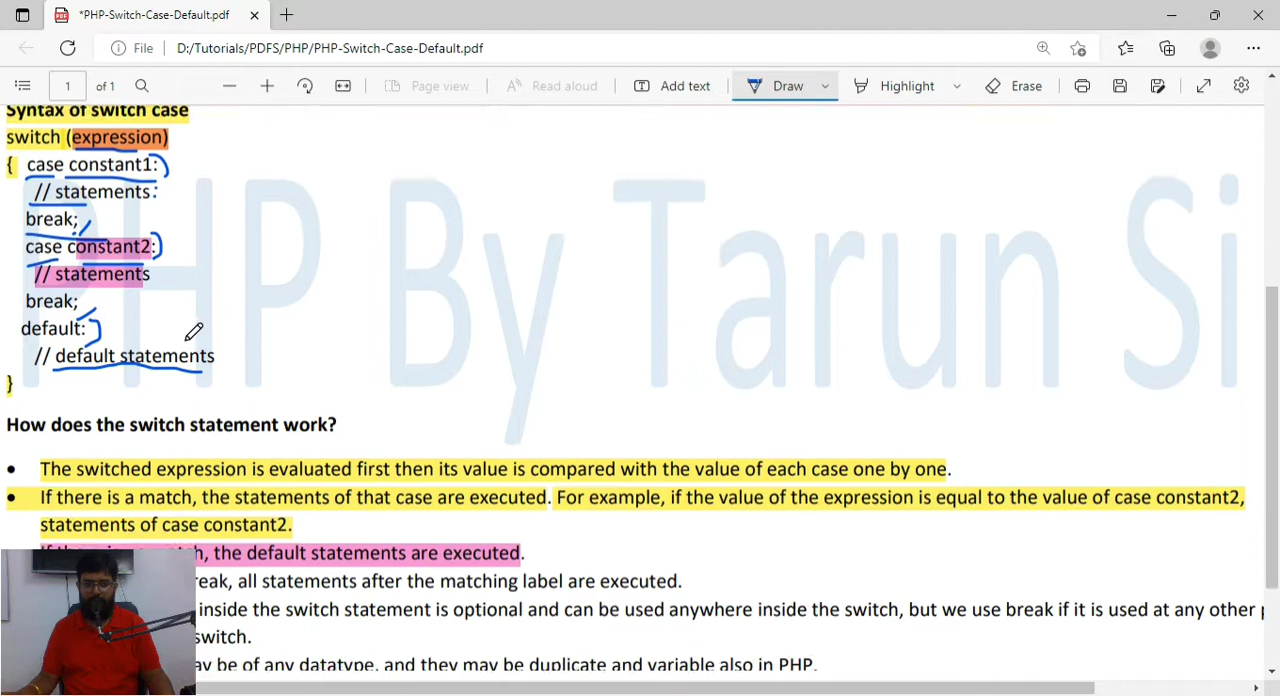 *PHP-Switch-Case-Default.pdf
File D:/Tutorials/PDFS/PHP/PHP-Switch-Case-Default.pdf
1 of 1 Page view Read aloud Add text Draw Highlight Erase
Syntax of switch case
switch (expression)
{ case constant1:
// statements:
break;
case constant2:
// statements
break;
default:
// default statements
}
PHP By Tarun Si
How does the switch statement work?
• The switched expression is evaluated first then its value is compared with the value of each case one by one.
• If there is a match, the statements of that case are executed. For example, if the value of the expression is equal to the value of case constant2,
statements of case constant2.
match, the default statements are executed.
break, all statements after the matching label are executed.
inside the switch statement is optional and can be used anywhere inside the switch, but we use break if it is used at any other
switch.
may be of any datatype, and they may be duplicate and variable also in PHP.